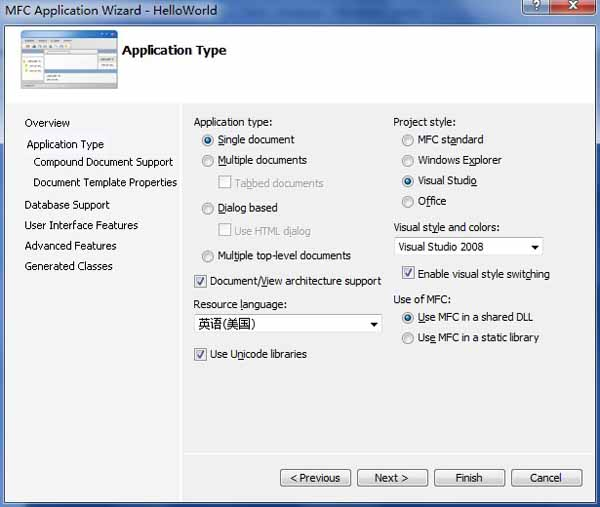 MFC Application Wizard - HelloWorld
Application Type
Overview
Application Type
Compound Document Support
Document Template Properties
Database Support
User Interface Features
Advanced Features
Generated Classes
Application type:
Single document
Multiple documents
Tabbed documents
Dialog based
Use HTML dialog
Multiple top-level documents
Document/View architecture support
Resource language:
英语(美国)
Use Unicode libraries
Project style:
MFC standard
Windows Explorer
Visual Studio
Office
Visual style and colors:
Visual Studio 2008
Enable visual style switching
Use of MFC:
Use MFC in a shared DLL
Use MFC in a static library
< Previous
Next >
Finish
Cancel